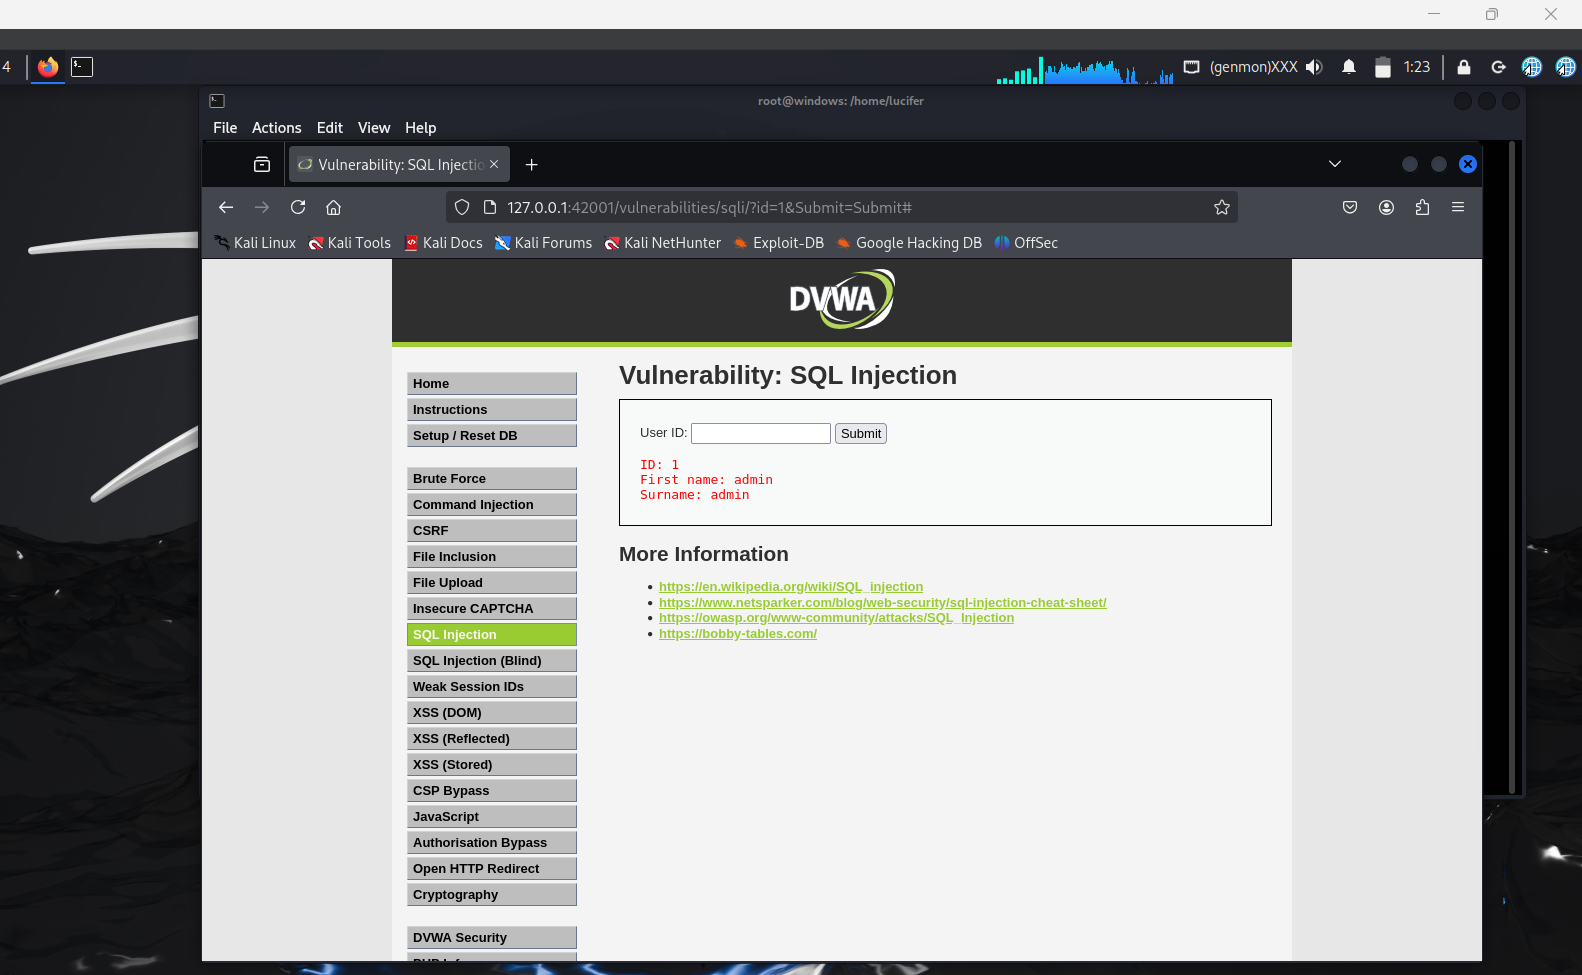 4
(genmon)XXX
1:23
root@windows: /home/lucifer
File Actions Edit View Help
Vulnerability: SQL Injectio
127.0.0.1:42001/vulnerabilities/sqli/?id=1&Submit=Submit#
Kali Linux Kali Tools Kali Docs Kali Forums Kali NetHunter Exploit-DB Google Hacking DB OffSec
DVWA
Home
Instructions
Setup / Reset DB
Brute Force
Command Injection
CSRF
File Inclusion
File Upload
Insecure CAPTCHA
SQL Injection
SQL Injection (Blind)
Weak Session IDs
XSS (DOM)
XSS (Reflected)
XSS (Stored)
CSP Bypass
JavaScript
Authorisation Bypass
Open HTTP Redirect
Cryptography
DVWA Security
Vulnerability: SQL Injection
User ID: Submit
ID: 1
First name: admin
Surname: admin
More Information
https://en.wikipedia.org/wiki/SQL_injection
https://www.netsparker.com/blog/web-security/sql-injection-cheat-sheet/
https://owasp.org/www-community/attacks/SQL_Injection
https://bobby-tables.com/